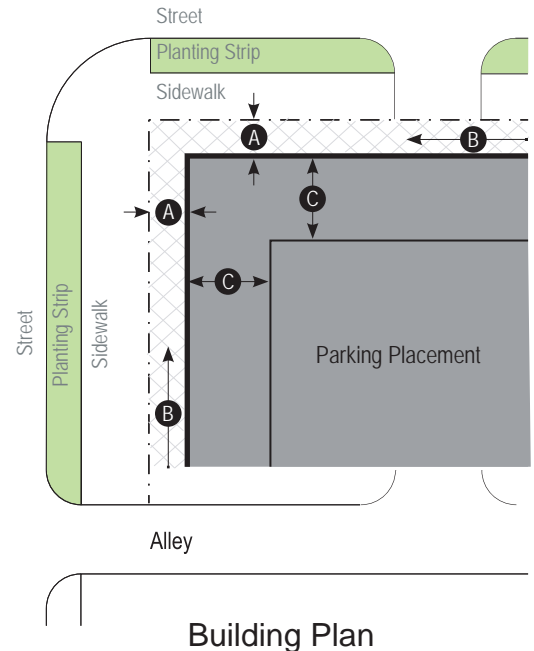 Street
Planting Strip
Sidewalk
A
B
A
C
C
Street
Planting Strip
Sidewalk
Parking Placement
B
Alley
Building Plan